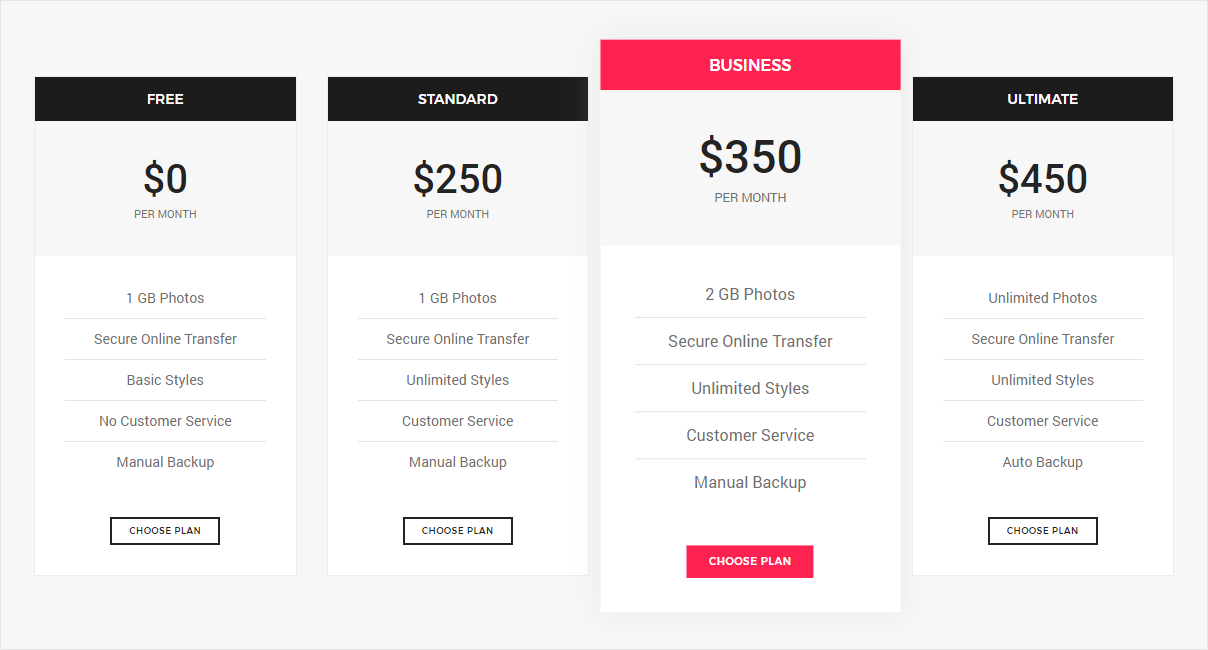 FREE
$0
PER MONTH
1 GB Photos
Secure Online Transfer
Basic Styles
No Customer Service
Manual Backup
CHOOSE PLAN
STANDARD
$250
PER MONTH
1 GB Photos
Secure Online Transfer
Unlimited Styles
Customer Service
Manual Backup
CHOOSE PLAN
BUSINESS
$350
PER MONTH
2 GB Photos
Secure Online Transfer
Unlimited Styles
Customer Service
Manual Backup
CHOOSE PLAN
ULTIMATE
$450
PER MONTH
Unlimited Photos
Secure Online Transfer
Unlimited Styles
Customer Service
Auto Backup
CHOOSE PLAN